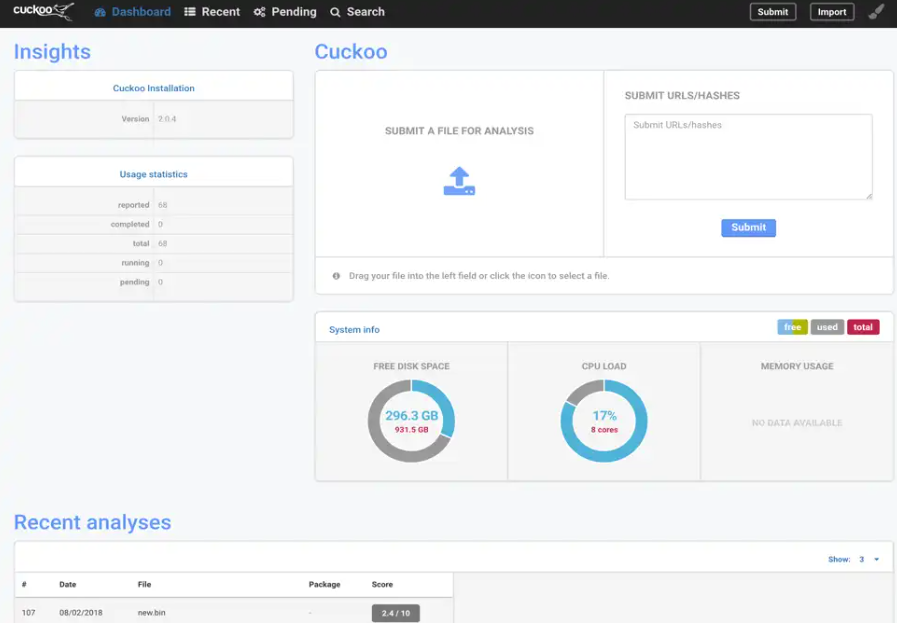 cuckoo Dashboard Recent Pending Search Submit Import
Insights
Cuckoo Installation
Version 2.0.4
Usage statistics
reported 68
completed 0
total 68
running 0
pending 0
Cuckoo
SUBMIT A FILE FOR ANALYSIS
SUBMIT URLS/HASHES
Submit URLs/hashes
Submit
Drag your file into the left field or click the icon to select a file.
System info
free used total
FREE DISK SPACE
296.3 GB
931.5 GB
CPU LOAD
17%
8 cores
MEMORY USAGE
NO DATA AVAILABLE
Recent analyses
Show: 3
# Date File Package Score
107 08/02/2018 new.bin - 2.4 / 10